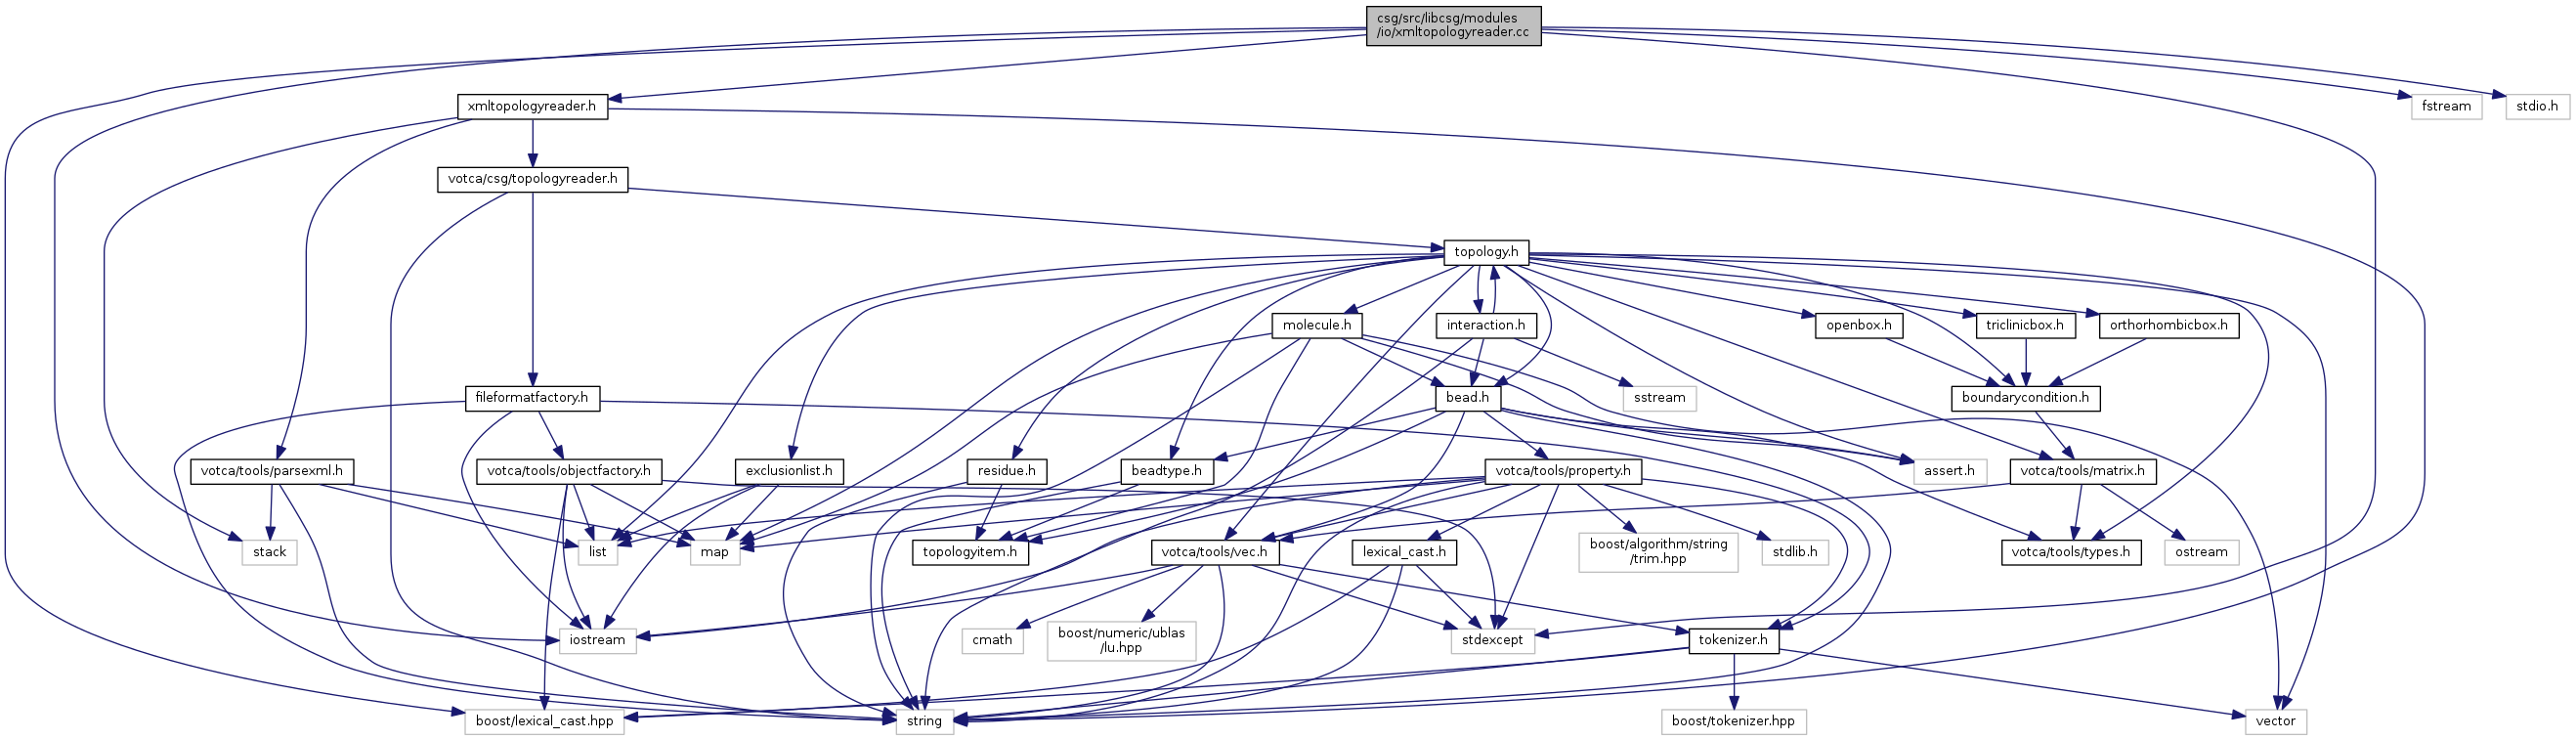 csg/src/libcsg/modules
/io/xmltopologyreader.cc
xmltopologyreader.h
fstream
stdio.h
votca/csg/topologyreader.h
topology.h
molecule.h
interaction.h
openbox.h
triclinicbox.h
orthorhombicbox.h
fileformatfactory.h
bead.h
sstream
boundarycondition.h
votca/tools/parsexml.h
votca/tools/objectfactory.h
exclusionlist.h
residue.h
beadtype.h
votca/tools/property.h
assert.h
votca/tools/matrix.h
stack
list
map
topologyitem.h
votca/tools/vec.h
lexical_cast.h
boost/algorithm/string
/trim.hpp
stdlib.h
votca/tools/types.h
ostream
iostream
cmath
boost/numeric/ublas
/lu.hpp
stdexcept
tokenizer.h
boost/lexical_cast.hpp
string
boost/tokenizer.hpp
vector